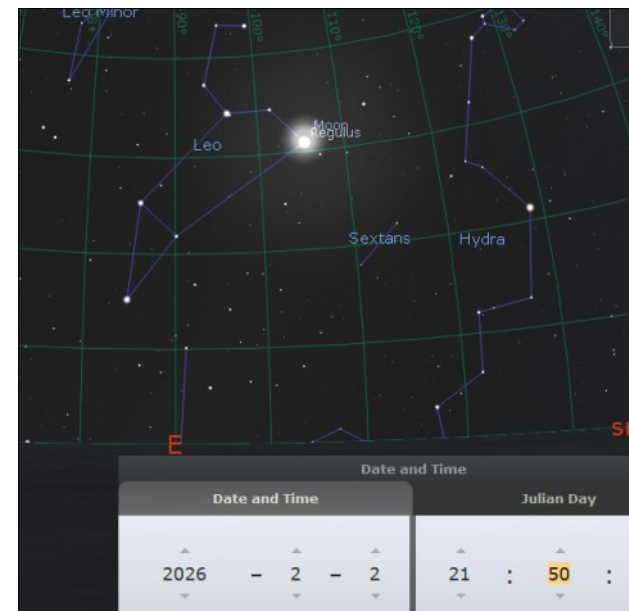 Leo Minor
+08
90°
100°
110°
120°
130°
140°
Moon
Regulus
Leo
Sextans
Hydra
E
Date and Time
Date and Time
Julian Day
2026 - 2 - 2
21 : 50 :